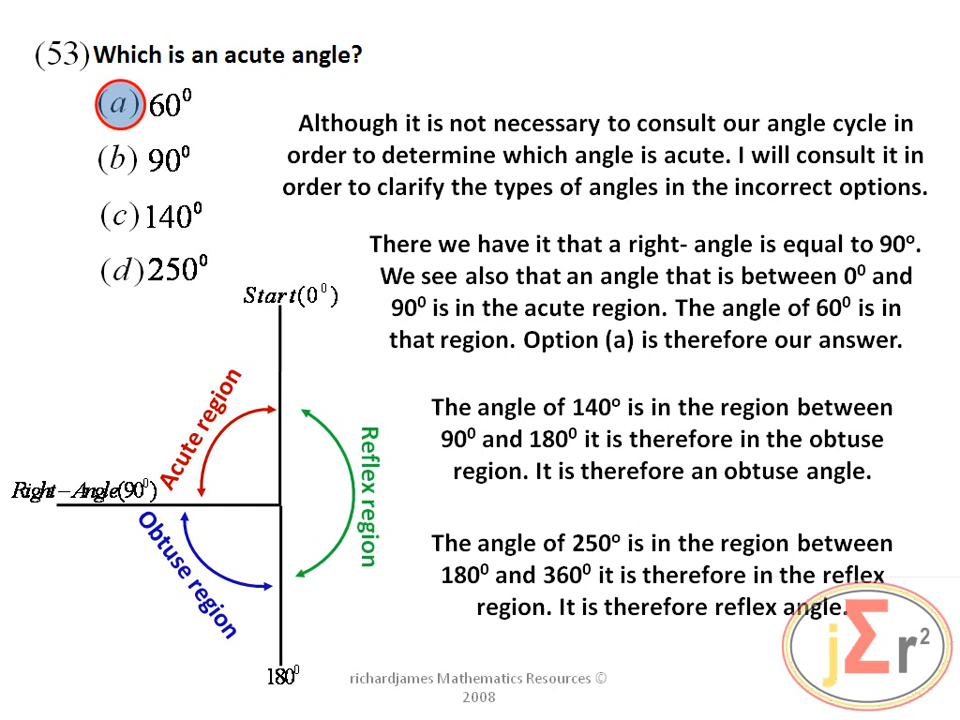 (53) Which is an acute angle?
(a) 60⁰
(b) 90⁰
(c) 140⁰
(d) 250⁰
Although it is not necessary to consult our angle cycle in
order to determine which angle is acute. I will consult it in
order to clarify the types of angles in the incorrect options.
There we have it that a right- angle is equal to 90º.
We see also that an angle that is between 0⁰ and
90⁰ is in the acute region. The angle of 60⁰ is in
that region. Option (a) is therefore our answer.
Start(0⁰)
Acute region
Reflex region
Right-Angle(90⁰)
Obtuse region
180⁰
The angle of 140º is in the region between
90⁰ and 180⁰ it is therefore in the obtuse
region. It is therefore an obtuse angle.
The angle of 250º is in the region between
180⁰ and 360⁰ it is therefore in the reflex
region. It is therefore reflex angle.
richardjames Mathematics Resources ©
2008
jΣr²